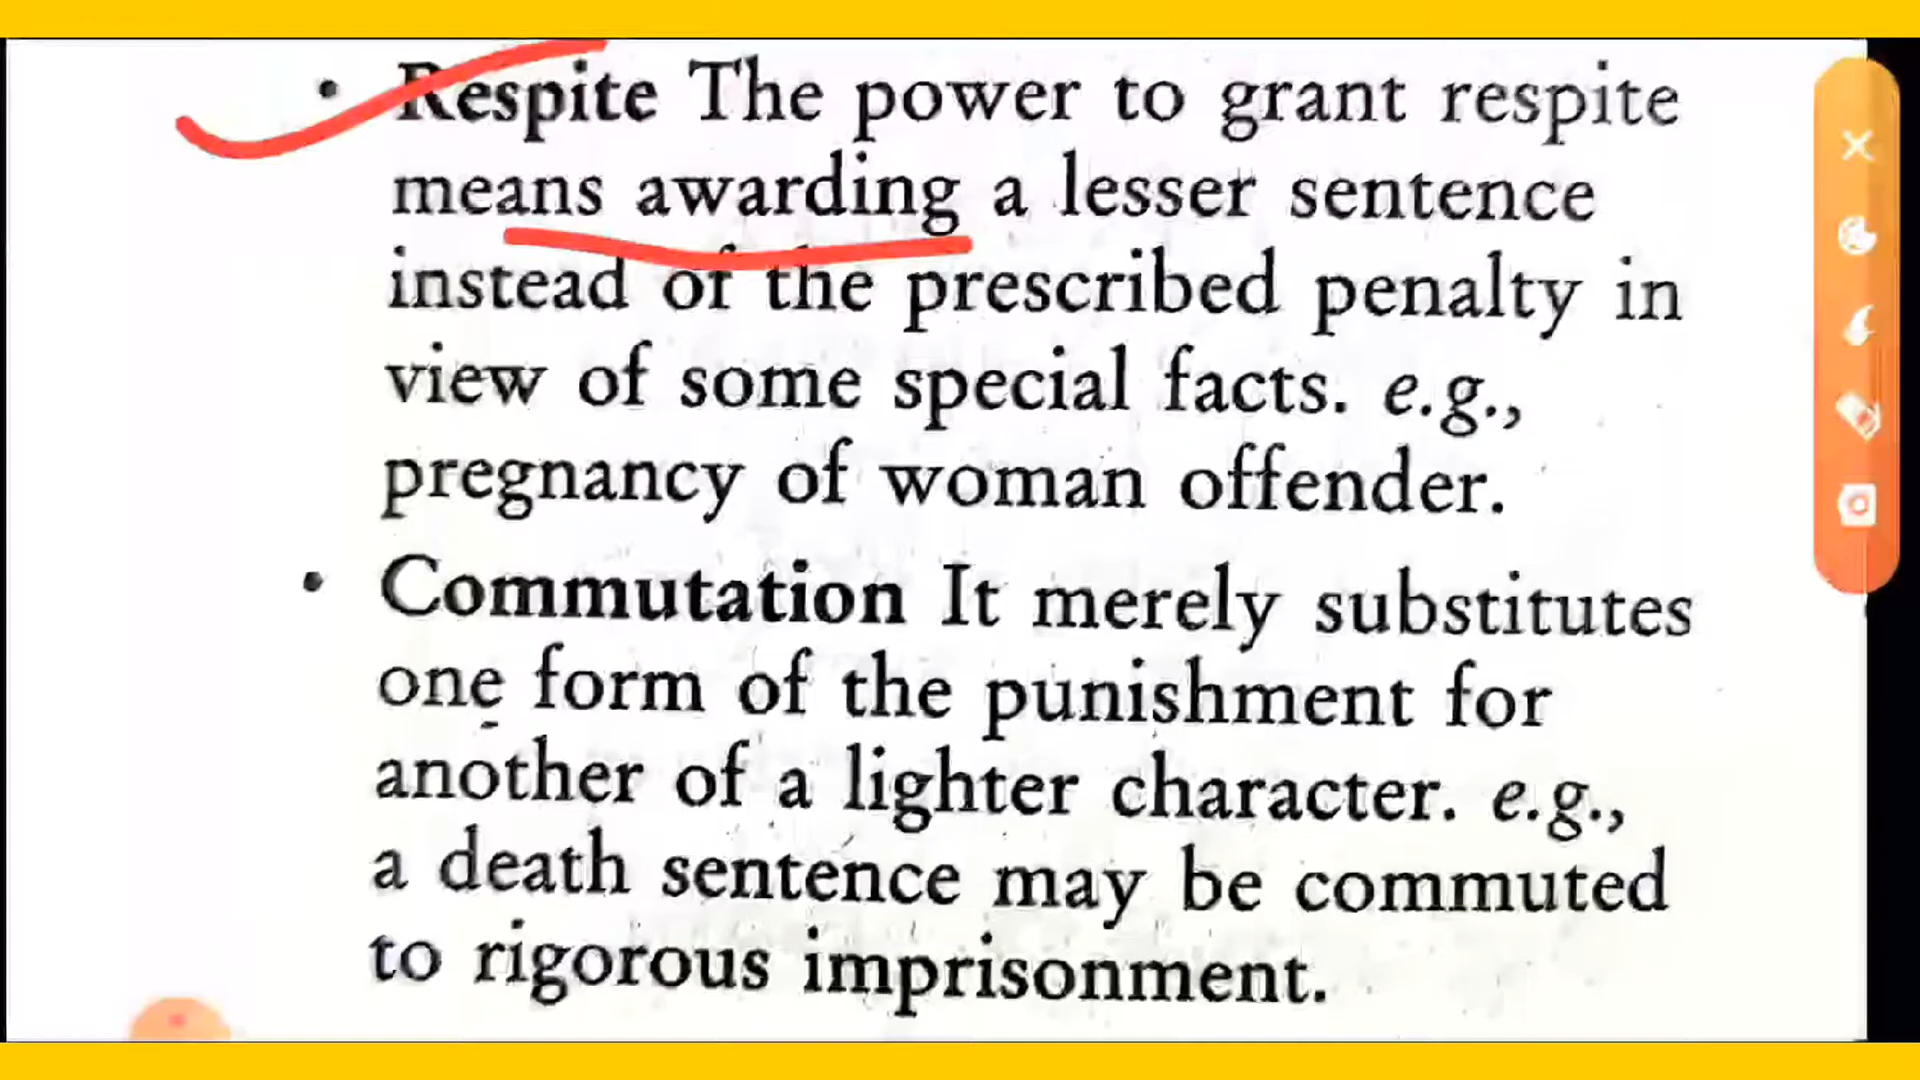 • Respite The power to grant respite
means awarding a lesser sentence
instead of the prescribed penalty in
view of some special facts. e.g.,
pregnancy of woman offender.
• Commutation It merely substitutes
one form of the punishment for
another of a lighter character. e.g.,
a death sentence may be commuted
to rigorous imprisonment.